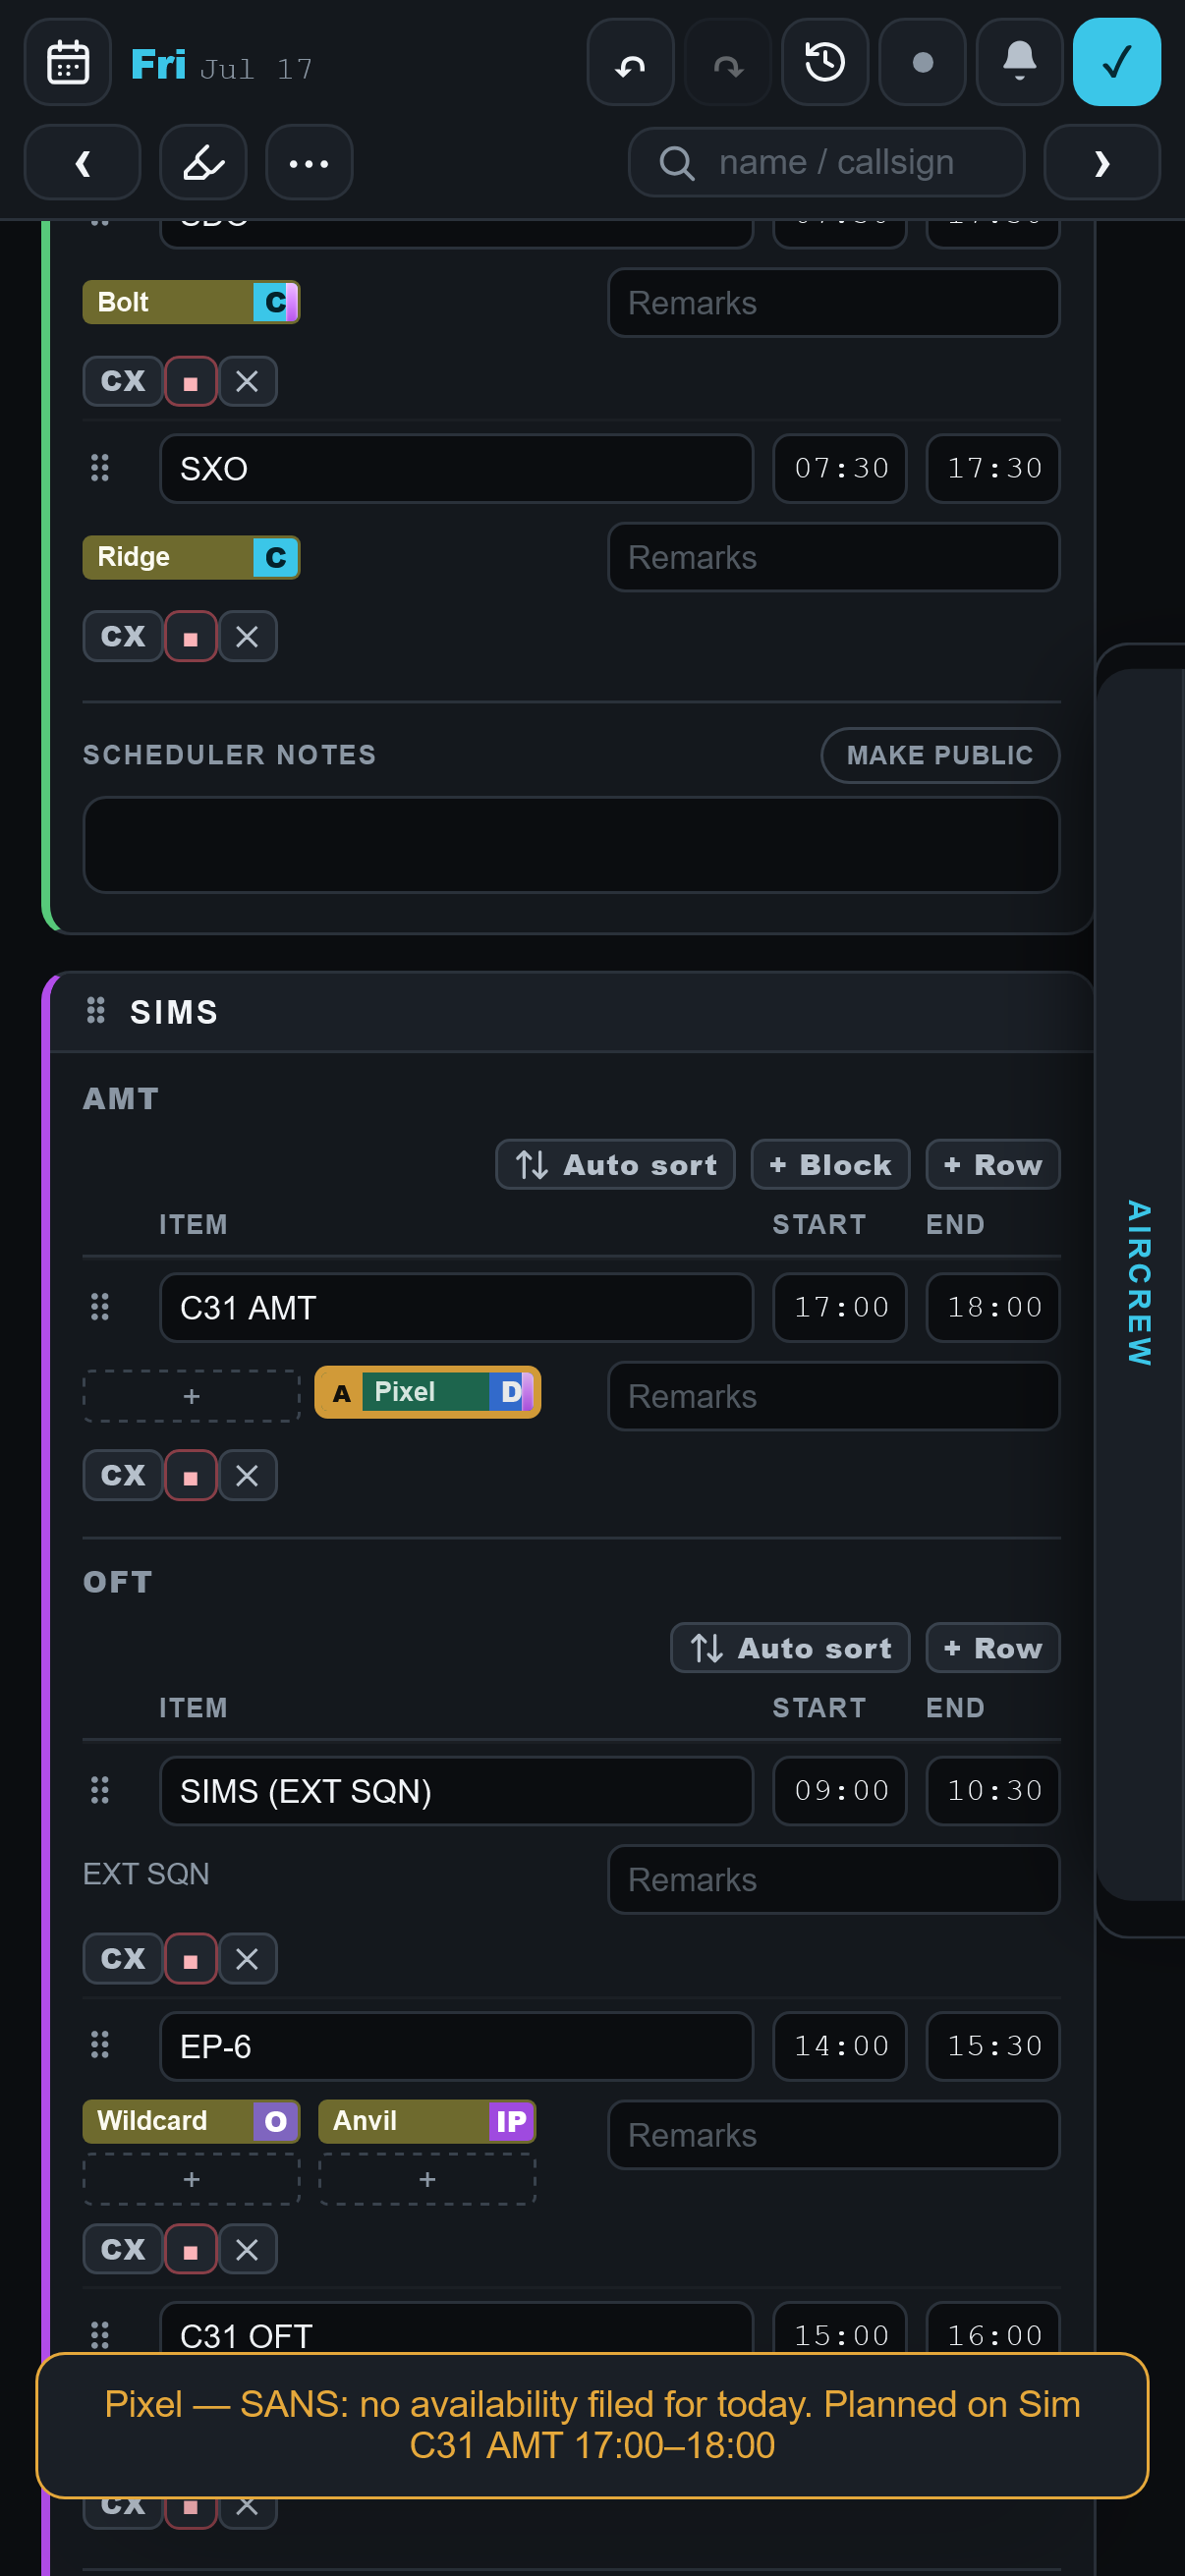 Fri Jul 17
name / callsign
Bolt C Remarks
CX
SXO 07:30 17:30
Ridge C Remarks
CX
SCHEDULER NOTES MAKE PUBLIC
SIMS
AMT
Auto sort + Block + Row
ITEM START END
C31 AMT 17:00 18:00
+ A Pixel D Remarks
CX
OFT
Auto sort + Row
ITEM START END
SIMS (EXT SQN) 09:00 10:30
EXT SQN Remarks
CX
EP-6 14:00 15:30
Wildcard O Anvil IP Remarks
+ +
CX
C31 OFT 15:00 16:00
Pixel — SANS: no availability filed for today. Planned on Sim
C31 AMT 17:00–18:00
CX
AIRCREW